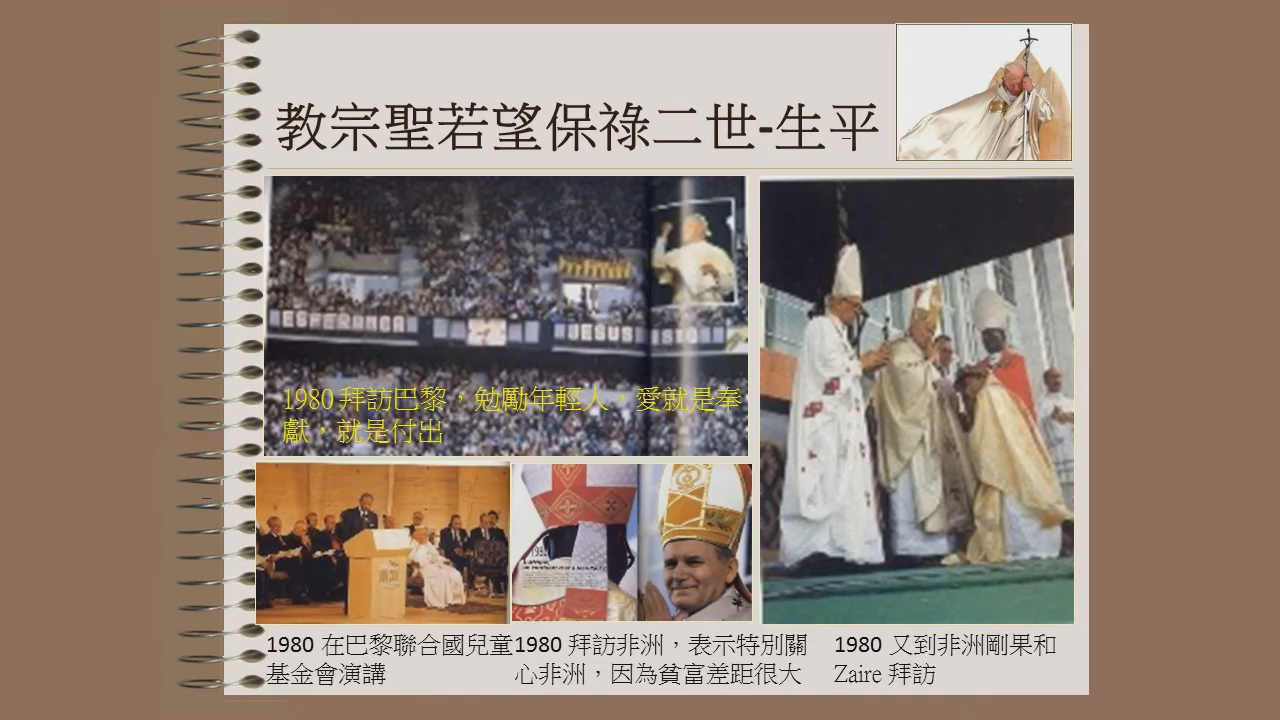 教宗聖若望保祿二世-生平
ESPERANCA
JESUS
1980 拜訪巴黎，勉勵年輕人，愛就是奉
獻，就是付出
1980 在巴黎聯合國兒童
基金會演講
1980 拜訪非洲，表示特別關
心非洲，因為貧富差距很大
1980 又到非洲剛果和
Zaire 拜訪